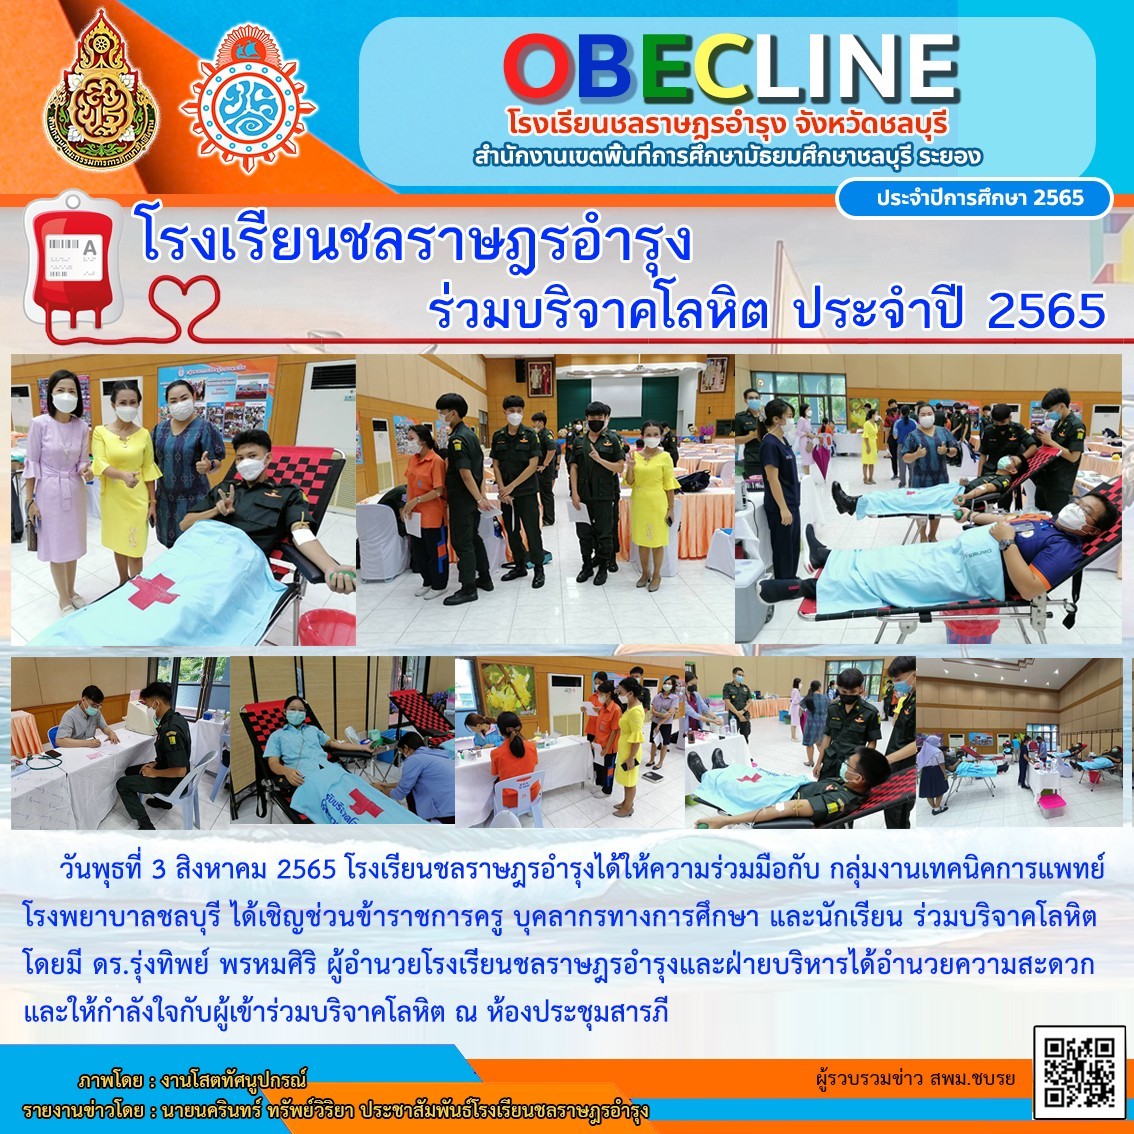 OBECLINE
โรงเรียนชลราษฎรอำรุง จังหวัดชลบุรี
สำนักงานเขตพื้นที่การศึกษามัธยมศึกษาชลบุรี ระยอง
ประจำปีการศึกษา 2565
A
โรงเรียนชลราษฎรอำรุง
ร่วมบริจาคโลหิต ประจำปี 2565
วันพุธที่ 3 สิงหาคม 2565 โรงเรียนชลราษฎรอำรุงได้ให้ความร่วมมือกับ กลุ่มงานเทคนิคการแพทย์
โรงพยาบาลชลบุรี ได้เชิญช่วนข้าราชการครู บุคลากรทางการศึกษา และนักเรียน ร่วมบริจาคโลหิต
โดยมี ดร.รุ่งทิพย์ พรหมศิริ ผู้อำนวยโรงเรียนชลราษฎรอำรุงและฝ่ายบริหารได้อำนวยความสะดวก
และให้กำลังใจกับผู้เข้าร่วมบริจาคโลหิต ณ ห้องประชุมสารภี
ภาพโดย : งานโสตทัศนูปกรณ์
ผู้รวบรวมข่าว สพม.ชบรย
รายงานข่าวโดย : นายนครินทร์ ทรัพย์วิริยา ประชาสัมพันธ์โรงเรียนชลราษฎรอำรุง